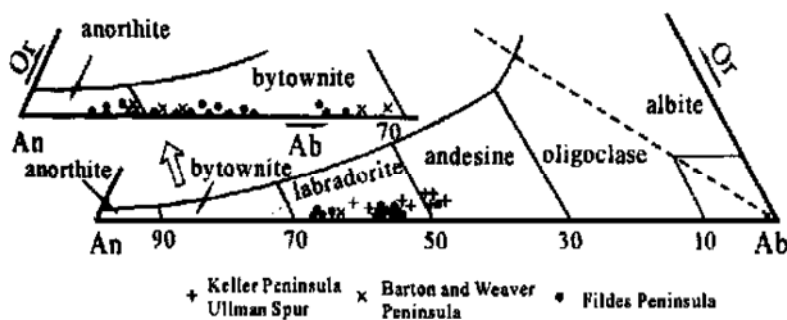 Or
anorthite
bytownite
An
Ab
70
Or
albite
anorthite
bytownite
labradorite
andesine
oligoclase
An
90
70
50
30
10
Ab
+ Keller Peninsula
Ullman Spur
× Barton and Weaver
Peninsula
• Fildes Peninsula